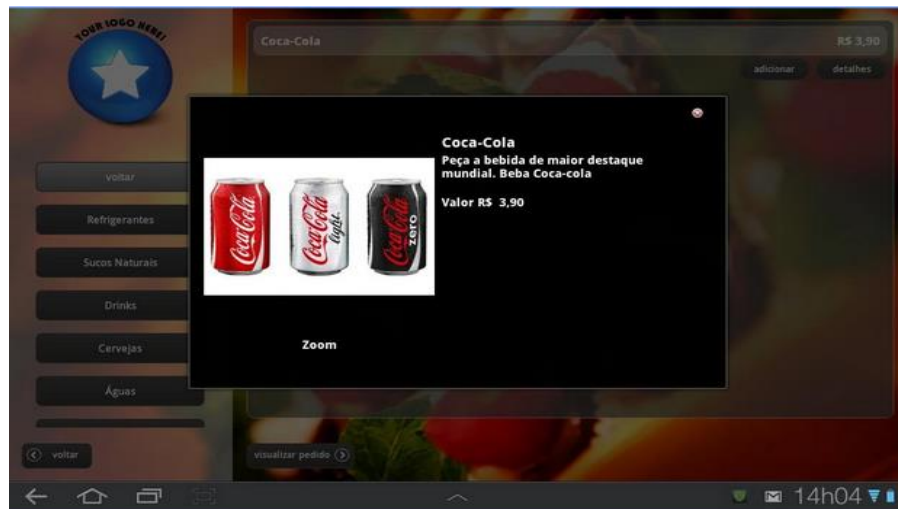 YOUR LOGO HERE!
Coca-Cola
R$ 3,90
adicionar
detalhes
voltar
Refrigerantes
Sucos Naturais
Drinks
Cervejas
Águas
Coca-Cola
Peça a bebida de maior destaque
mundial. Beba Coca-cola
Valor R$ 3,90
Coca-Cola
Coca-Cola
light
Coca-Cola
zero
Zoom
voltar
visualizar pedido
14h04